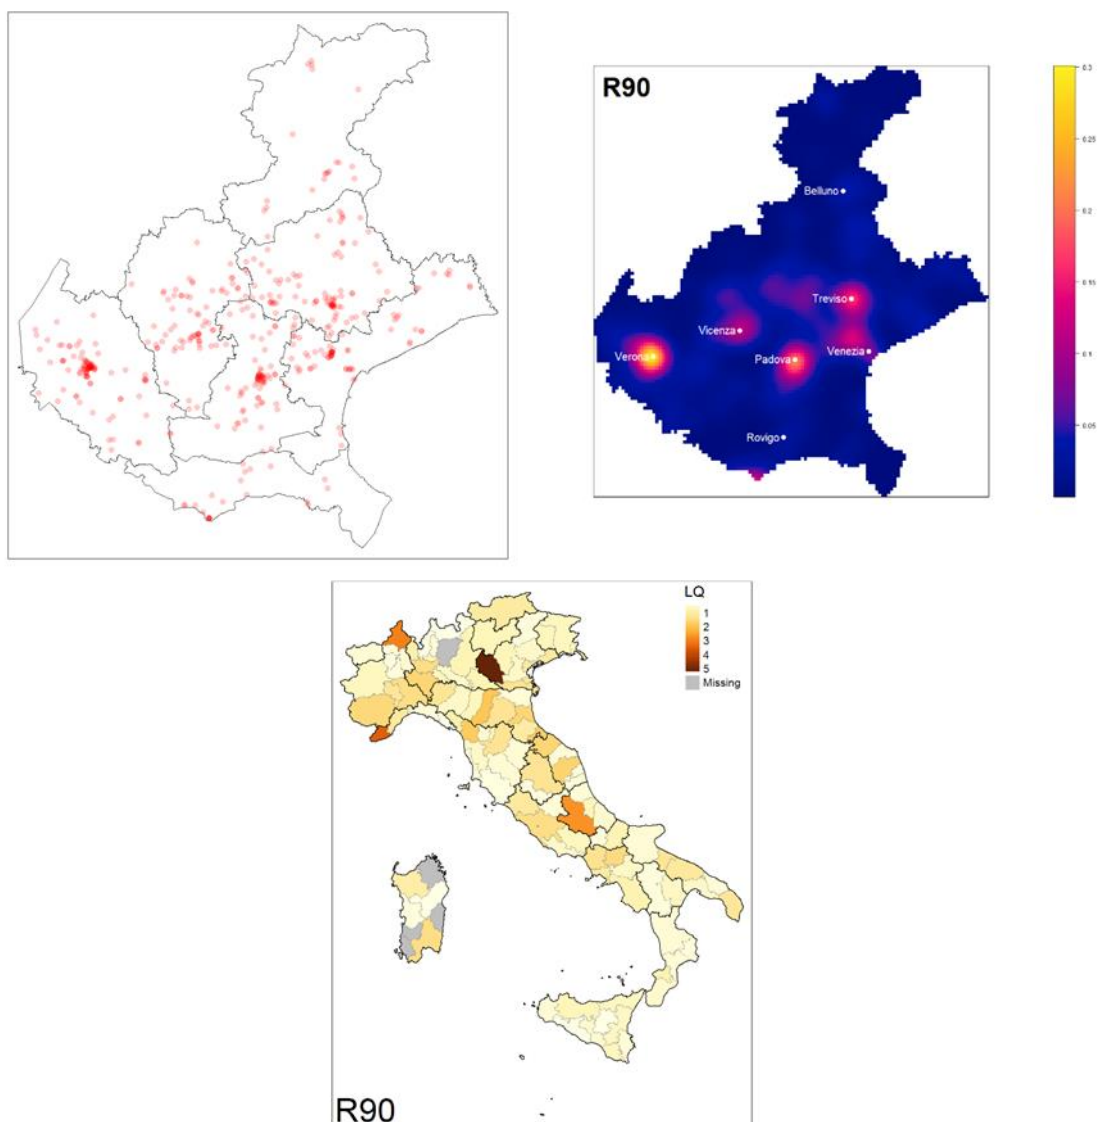 R90
Belluno
Treviso
Vicenza
Verona
Padova
Venezia
Rovigo
0.3
0.25
0.2
0.15
0.1
0.05
LQ
1
2
3
4
5
Missing
R90